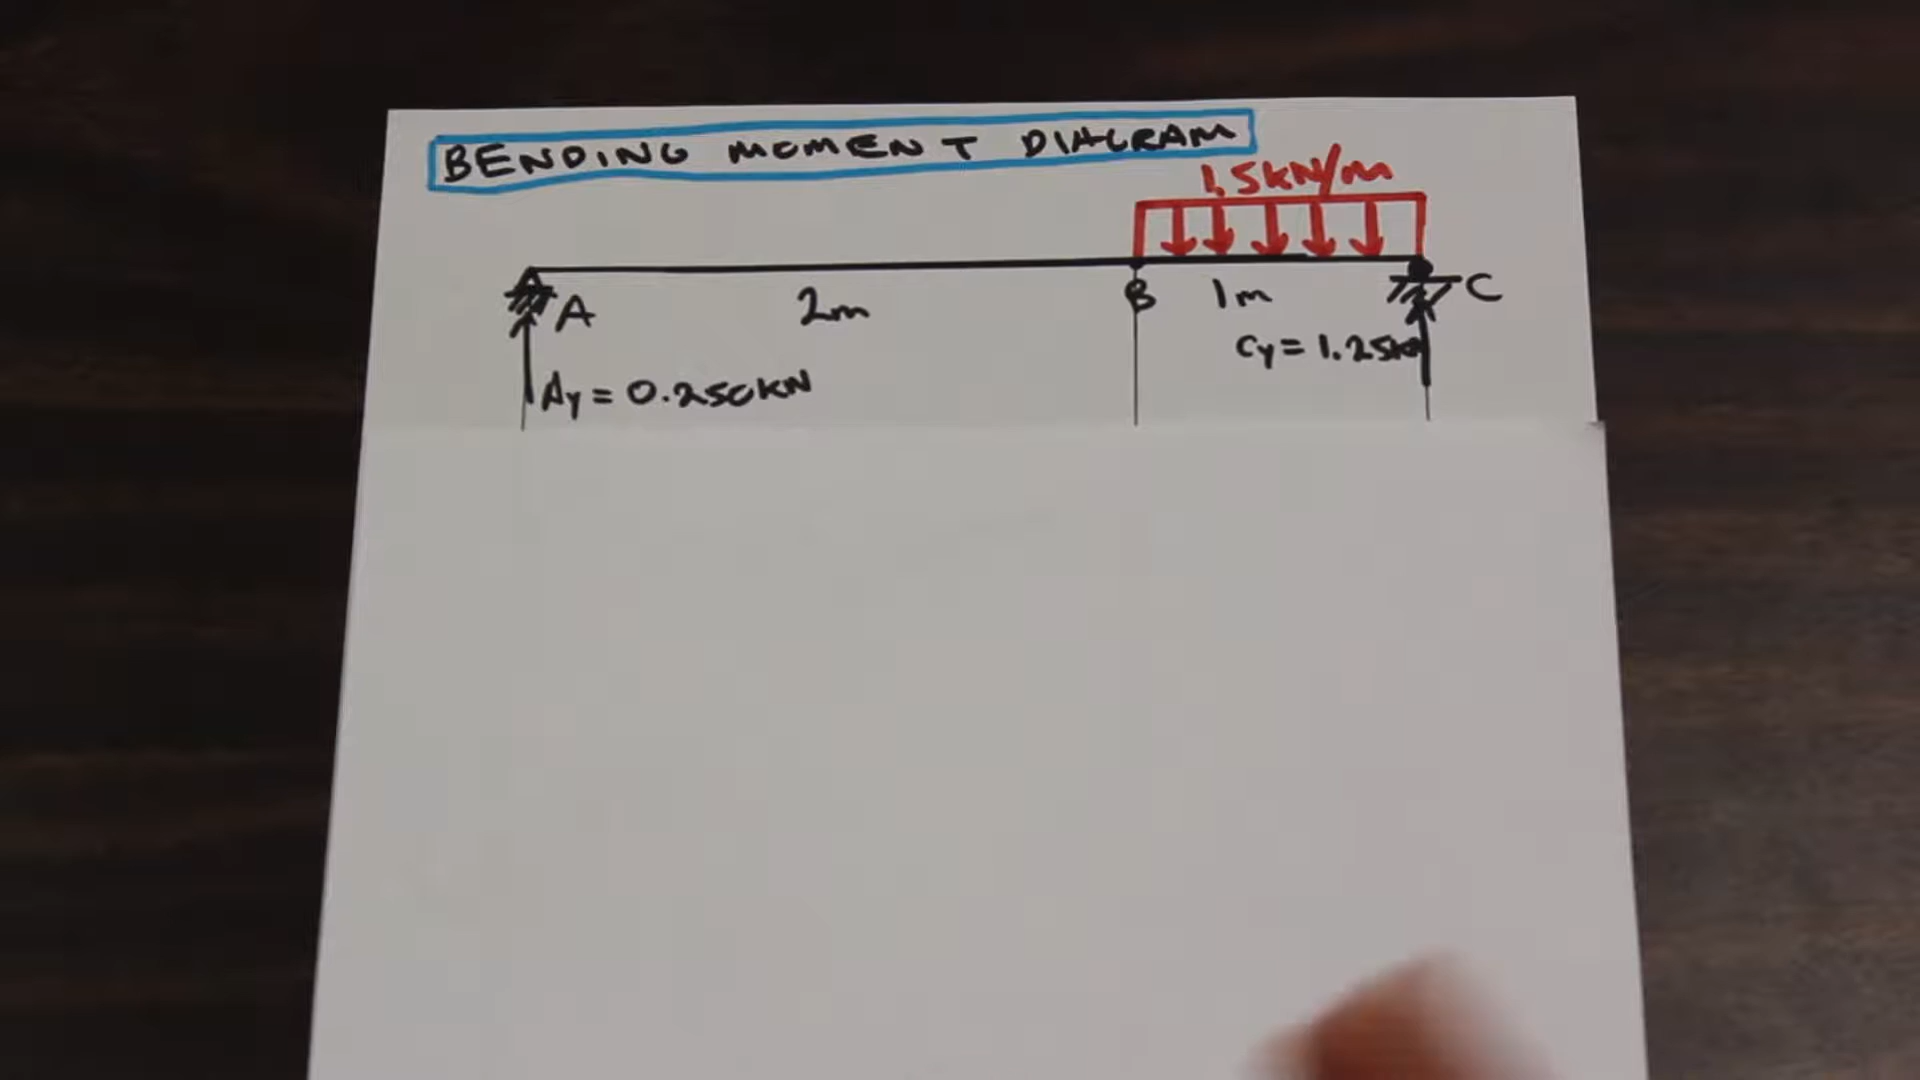 BENDING MOMENT DIAGRAM
1.5kN/m
A
2m
B
1m
C
Cy = 1.25kN
Ay = 0.250kN